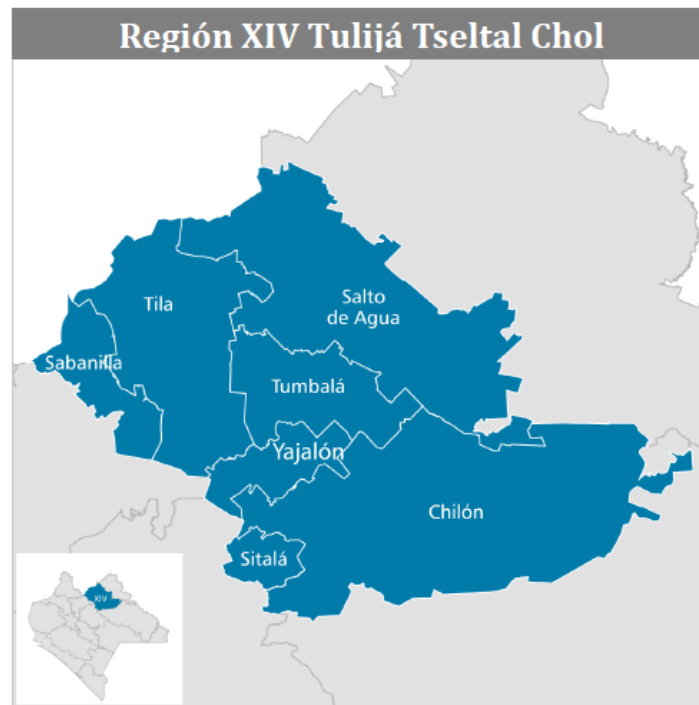 Región XIV Tulijá Tseltal Chol
Salto
de Agua
Tila
Sabanilla
Tumbalá
Yajalón
Chilón
Sitalá
XIV